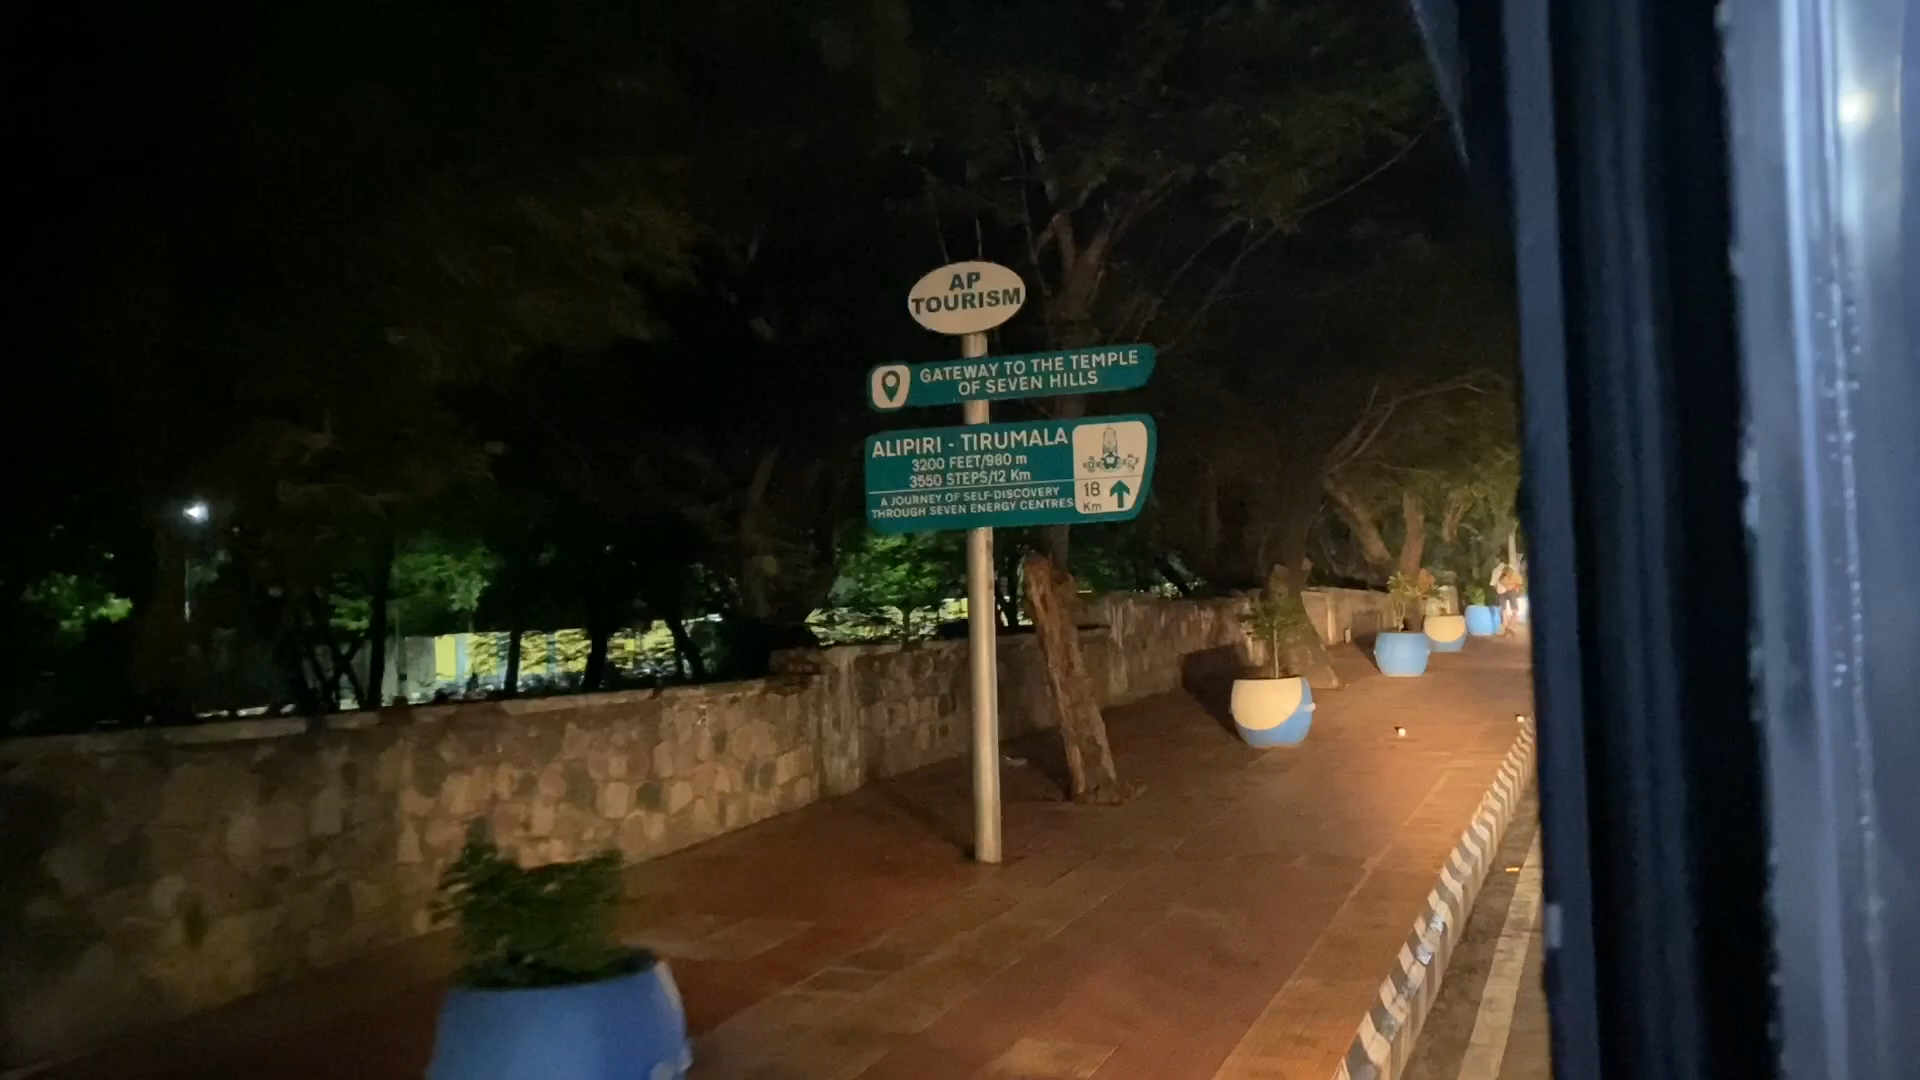 AP
TOURISM
GATEWAY TO THE TEMPLE
OF SEVEN HILLS
ALIPIRI - TIRUMALA
3200 FEET/980 m
3550 STEPS/12 Km
A JOURNEY OF SELF-DISCOVERY
THROUGH SEVEN ENERGY CENTRES
18
Km